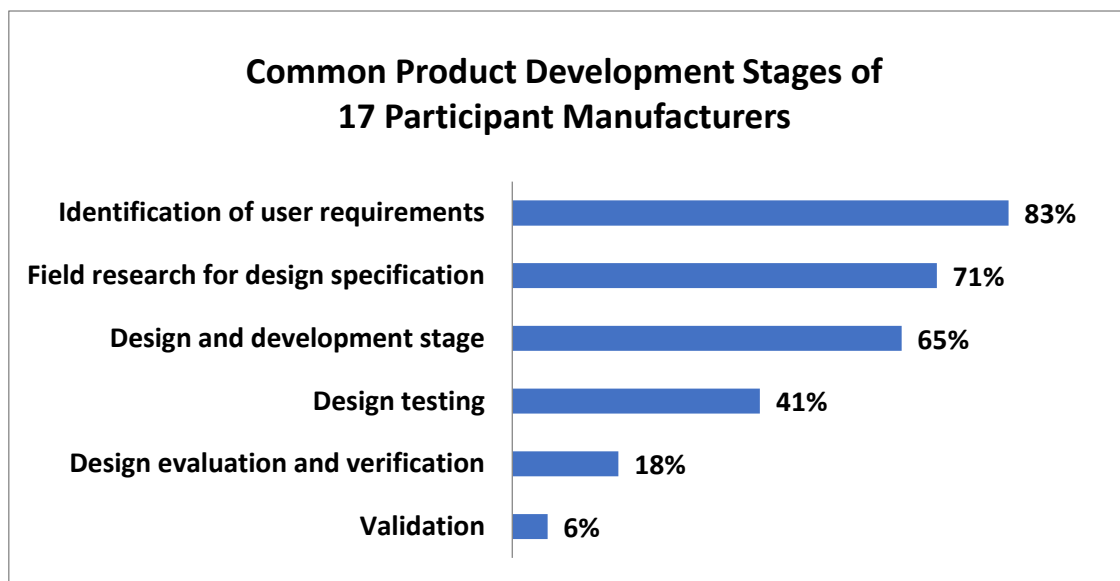 Common Product Development Stages of
17 Participant Manufacturers
Identification of user requirements
83%
Field research for design specification
71%
Design and development stage
65%
Design testing
41%
Design evaluation and verification
18%
Validation
6%